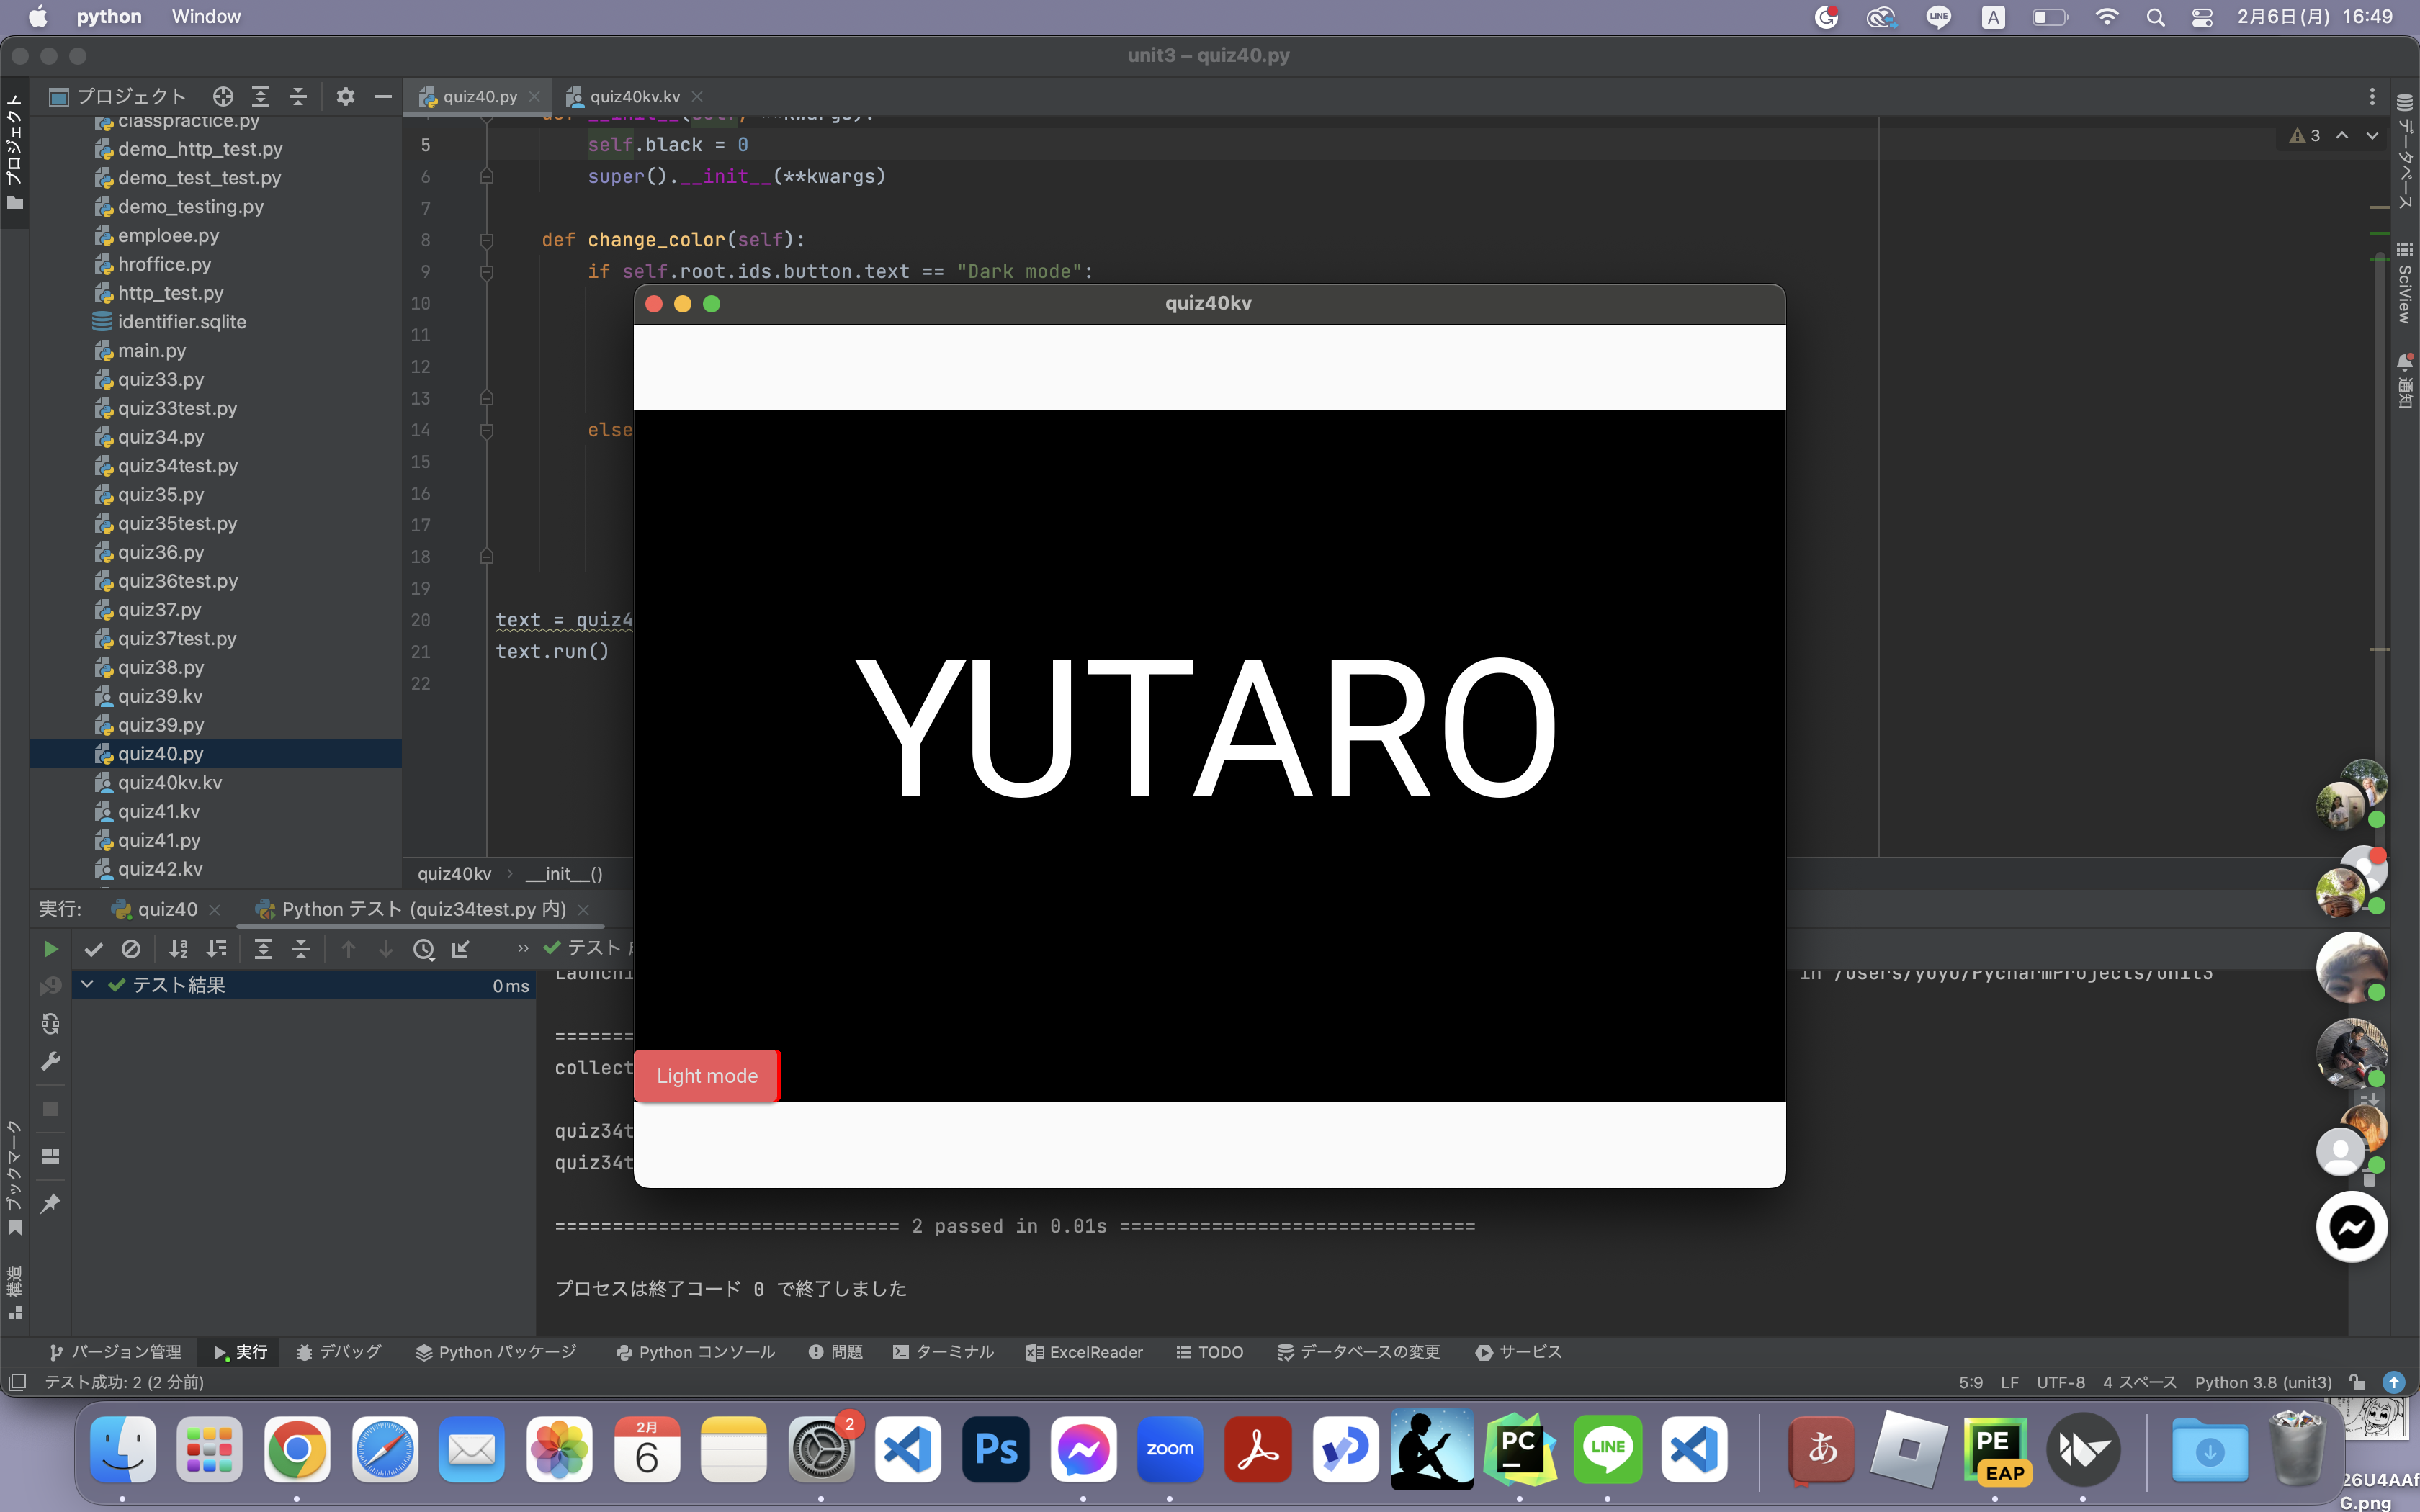 python Window
LINE A 2月6日(月) 16:49
unit3 – quiz40.py
プロジェクト
quiz40.py
quiz40kv.kv
プロジェクト
classpractice.py
demo_http_test.py
demo_test_test.py
demo_testing.py
emploee.py
hroffice.py
http_test.py
identifier.sqlite
main.py
quiz33.py
quiz33test.py
quiz34.py
quiz34test.py
quiz35.py
quiz35test.py
quiz36.py
quiz36test.py
quiz37.py
quiz37test.py
quiz38.py
quiz39.kv
quiz39.py
quiz40.py
quiz40kv.kv
quiz41.kv
quiz41.py
quiz42.kv
def __init__(self, **kwargs):
5 self.black = 0
6 super().__init__(**kwargs)
7
8 def change_color(self):
9 if self.root.ids.button.text == "Dark mode":
10
11
12
13
14 else
15
16
17
18
19
20 text = quiz4
21 text.run()
22
3
データベース
SciView
通知
quiz40kv
YUTARO
Light mode
quiz40kv › __init__()
実行: quiz40 Python テスト (quiz34test.py 内)
テスト
テスト結果 0 ms
Launchi
in /Users/yuyu/PycharmProjects/unit3
collect
quiz34t
quiz34t
============================== 2 passed in 0.01s ===============================
プロセスは終了コード 0 で終了しました
ブックマーク
構造
バージョン管理 実行 デバッグ Python パッケージ Python コンソール 問題 ターミナル ExcelReader TODO データベースの変更 サービス
テスト成功: 2 (2 分前)
5:9 LF UTF-8 4 スペース Python 3.8 (unit3)
2月
6
2
Ps
zoom
PC
LINE
あ
PE
EAP
26U4AAf
G.png